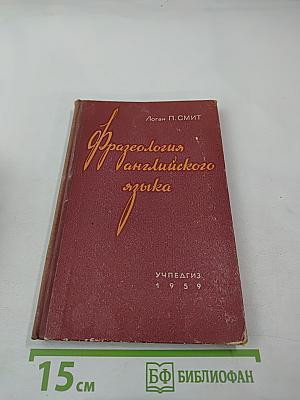 Логан П. СМИТ
Фразеология
английского
языка
УЧПЕДГИЗ
1959
15 см
БФ БИБЛИОФАН